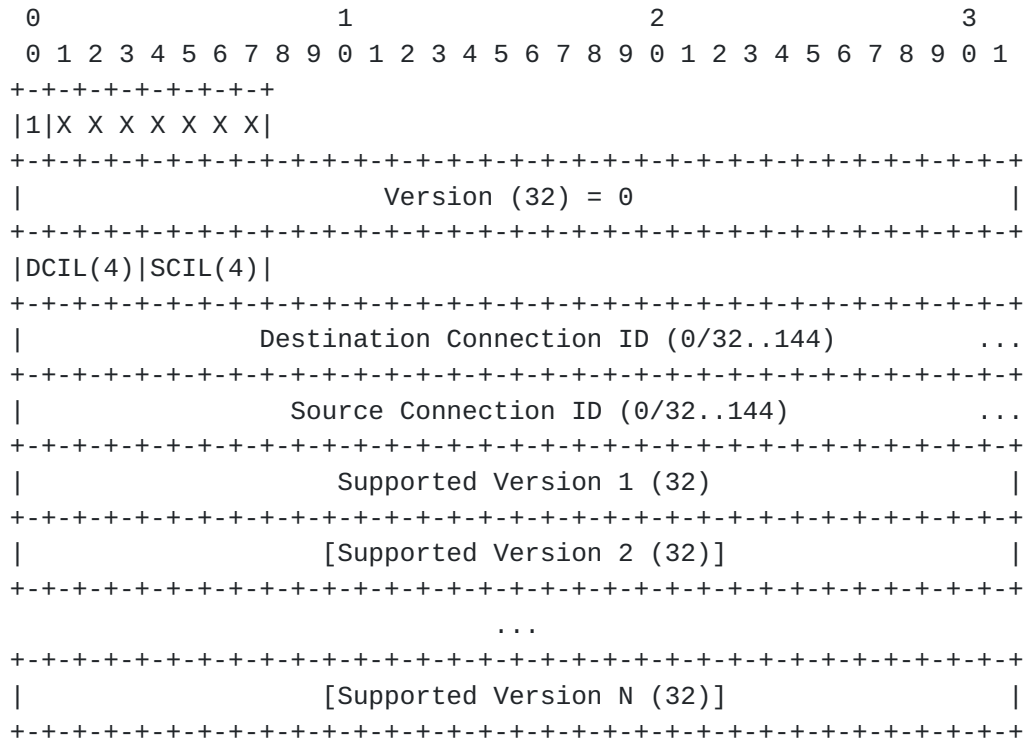 0                   1                   2                   3
 0 1 2 3 4 5 6 7 8 9 0 1 2 3 4 5 6 7 8 9 0 1 2 3 4 5 6 7 8 9 0 1
+-+-+-+-+-+-+-+-+
|1|X X X X X X X|
+-+-+-+-+-+-+-+-+-+-+-+-+-+-+-+-+-+-+-+-+-+-+-+-+-+-+-+-+-+-+-+-+
|                       Version (32) = 0                        |
+-+-+-+-+-+-+-+-+-+-+-+-+-+-+-+-+-+-+-+-+-+-+-+-+-+-+-+-+-+-+-+-+
|DCIL(4)|SCIL(4)|
+-+-+-+-+-+-+-+-+-+-+-+-+-+-+-+-+-+-+-+-+-+-+-+-+-+-+-+-+-+-+-+-+
|               Destination Connection ID (0/32..144)         ...
+-+-+-+-+-+-+-+-+-+-+-+-+-+-+-+-+-+-+-+-+-+-+-+-+-+-+-+-+-+-+-+-+
|                 Source Connection ID (0/32..144)            ...
+-+-+-+-+-+-+-+-+-+-+-+-+-+-+-+-+-+-+-+-+-+-+-+-+-+-+-+-+-+-+-+-+
|                    Supported Version 1 (32)                   |
+-+-+-+-+-+-+-+-+-+-+-+-+-+-+-+-+-+-+-+-+-+-+-+-+-+-+-+-+-+-+-+-+
|                   [Supported Version 2 (32)]                  |
+-+-+-+-+-+-+-+-+-+-+-+-+-+-+-+-+-+-+-+-+-+-+-+-+-+-+-+-+-+-+-+-+
                               ...
+-+-+-+-+-+-+-+-+-+-+-+-+-+-+-+-+-+-+-+-+-+-+-+-+-+-+-+-+-+-+-+-+
|                   [Supported Version N (32)]                  |
+-+-+-+-+-+-+-+-+-+-+-+-+-+-+-+-+-+-+-+-+-+-+-+-+-+-+-+-+-+-+-+-+